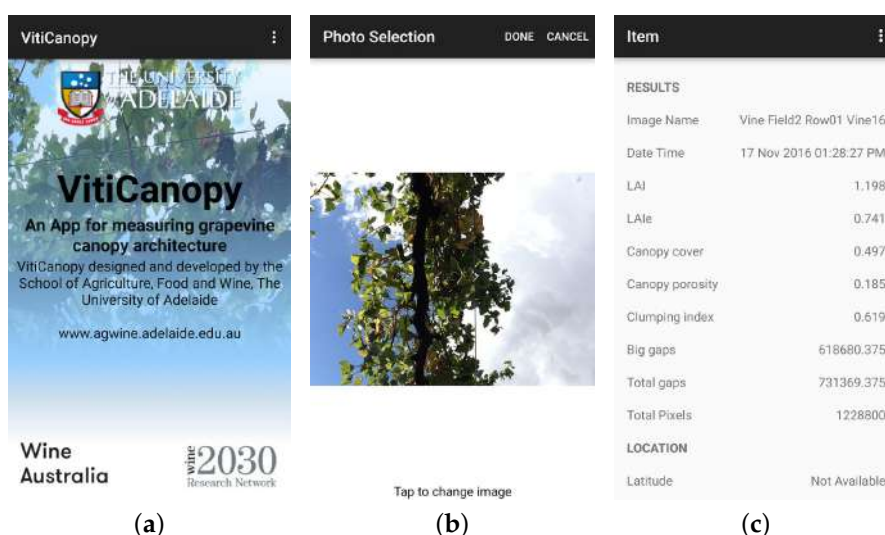 VitiCanopy
THE UNIVERSITY
of ADELAIDE
VitiCanopy
An App for measuring grapevine
canopy architecture
VitiCanopy designed and developed by the
School of Agriculture, Food and Wine, The
University of Adelaide
www.agwine.adelaide.edu.au
Wine
Australia
wine 2030
Research Network
(a)
Photo Selection DONE CANCEL
Tap to change image
(b)
Item
RESULTS
Image Name Vine Field2 Row01 Vine16
Date Time 17 Nov 2016 01:28:27 PM
LAI 1.198
LAIe 0.741
Canopy cover 0.497
Canopy porosity 0.185
Clumping index 0.619
Big gaps 618680.375
Total gaps 731369.375
Total Pixels 1228800
LOCATION
Latitude Not Available
(c)